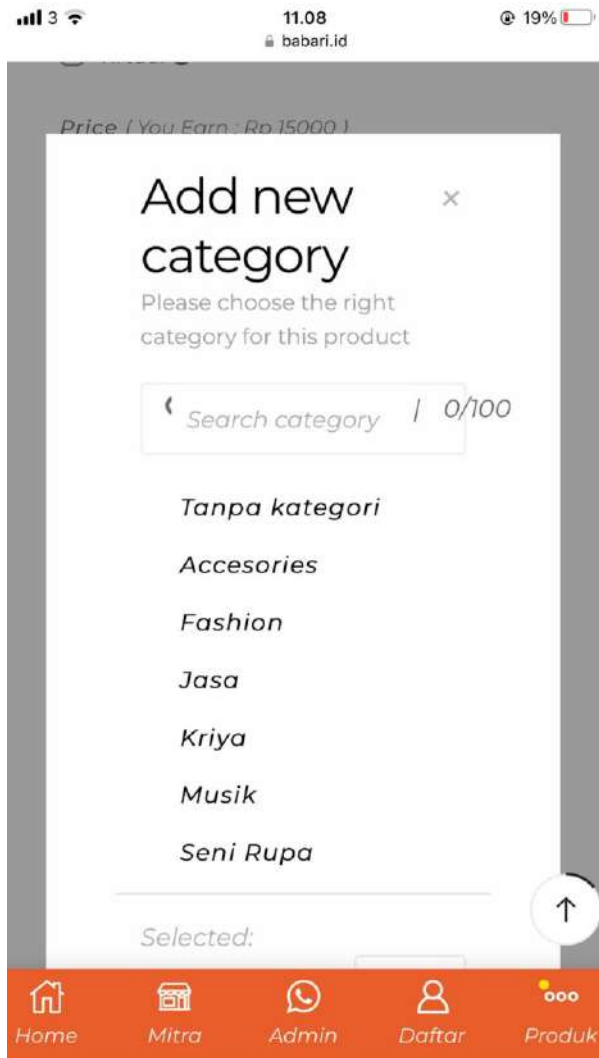 3
11.08
19%
babari.id
Price ( You Earn : Rp 15000 )
Add new
category
×
Please choose the right
category for this product
Search category
| 0/100
Tanpa kategori
Accesories
Fashion
Jasa
Kriya
Musik
Seni Rupa
Selected:
Home Mitra Admin Daftar Produk